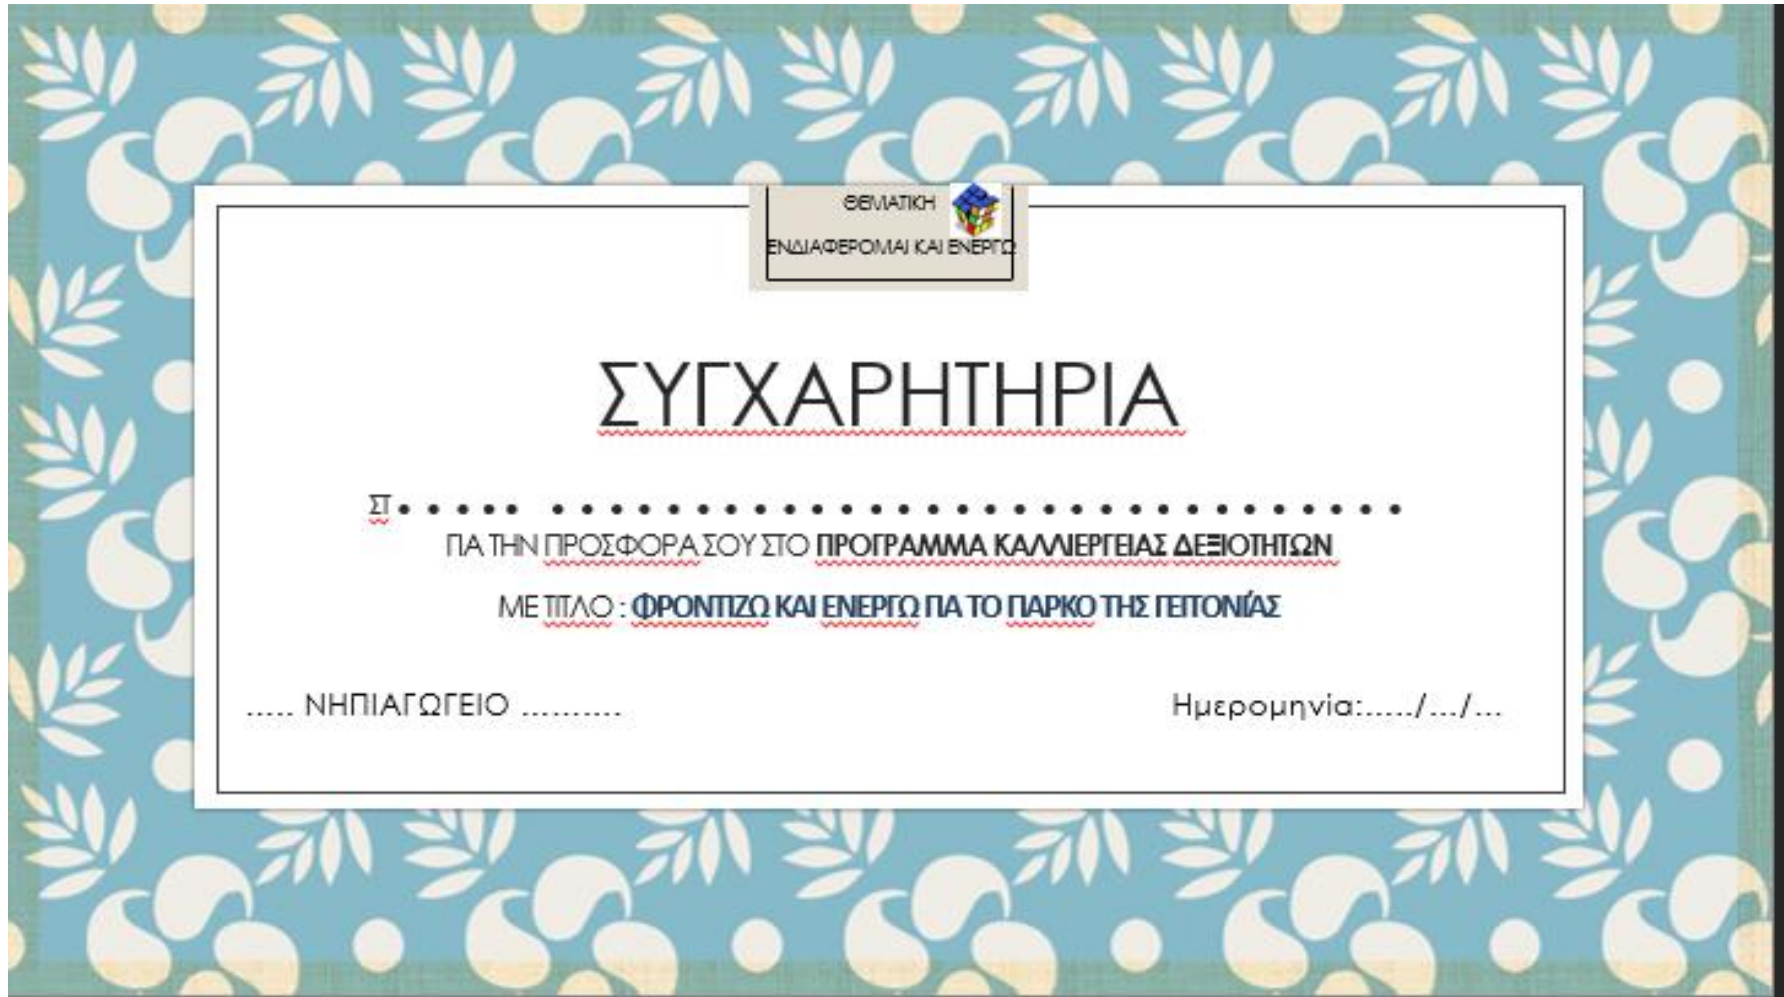 ΘΕΜΑΤΙΚΗ
ΕΝΔΙΑΦΕΡΟΜΑΙ ΚΑΙ ΕΝΕΡΓΩ
ΣΥΓΧΑΡΗΤΗΡΙΑ
ΣΤ..... ..............................
ΓΙΑ ΤΗΝ ΠΡΟΣΦΟΡΑ ΣΟΥ ΣΤΟ ΠΡΟΓΡΑΜΜΑ ΚΑΛΛΙΕΡΓΕΙΑΣ ΔΕΞΙΟΤΗΤΩΝ
ΜΕ ΤΙΤΛΟ : ΦΡΟΝΤΙΖΩ ΚΑΙ ΕΝΕΡΓΩ ΓΙΑ ΤΟ ΠΑΡΚΟ ΤΗΣ ΓΕΙΤΟΝΊΑΣ
..... ΝΗΠΙΑΓΩΓΕΙΟ ..........
Ημερομηνία:...../.../...